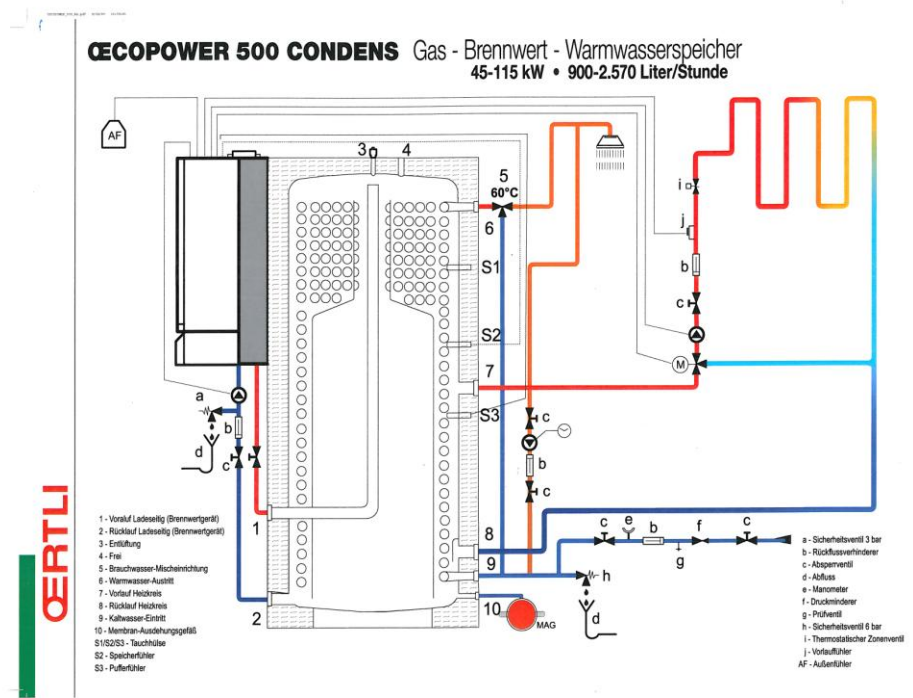 ŒCOPOWER 500 CONDENS Gas - Brennwert - Warmwasserspeicher
45-115 kW • 900-2.570 Liter/Stunde
AF
3
4
5
60°C
6
i
j
S1
b
c
S2
M
7
a
S3
c
b
d
c
b
c
1
8
c
e
b
f
c
g
9
h
2
10
MAG
d
ŒRTLI
1 - Voraluf Ladeseitig (Brennwertgerät)
2 - Rücklauf Ladeseitig (Brennwertgerät)
3 - Entlüftung
4 - Frei
5 - Brauchwasser-Mischeinrichtung
6 - Warmwasser-Austritt
7 - Vorlauf Heizkreis
8 - Rücklauf Heizkreis
9 - Kaltwasser-Eintritt
10 - Membran-Ausdehungsgefäß
S1/S2/S3 - Tauchhülse
S2 - Speicherfühler
S3 - Pufferfühler
a - Sicherheitsventil 3 bar
b - Rückflussverhinderer
c - Absperrventil
d - Abfluss
e - Manometer
f - Druckminderer
g - Prüfventil
h - Sicherheitsventil 6 bar
i - Thermostatischer Zonenventil
j - Vorlauffühler
AF - Außenfühler